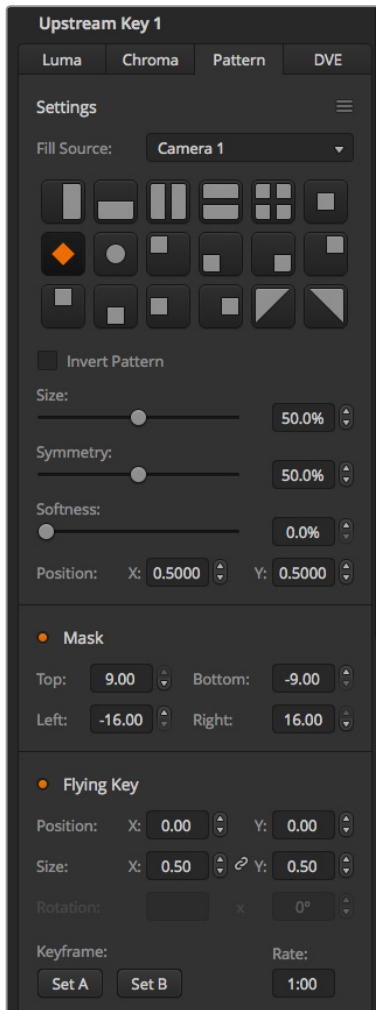 Upstream Key 1
Luma Chroma Pattern DVE
Settings
Fill Source: Camera 1
Invert Pattern
Size:
50.0%
Symmetry:
50.0%
Softness:
0.0%
Position: X: 0.5000 Y: 0.5000
Mask
Top: 9.00 Bottom: -9.00
Left: -16.00 Right: 16.00
Flying Key
Position: X: 0.00 Y: 0.00
Size: X: 0.50 Y: 0.50
Rotation: x 0°
Keyframe: Rate:
Set A Set B 1:00